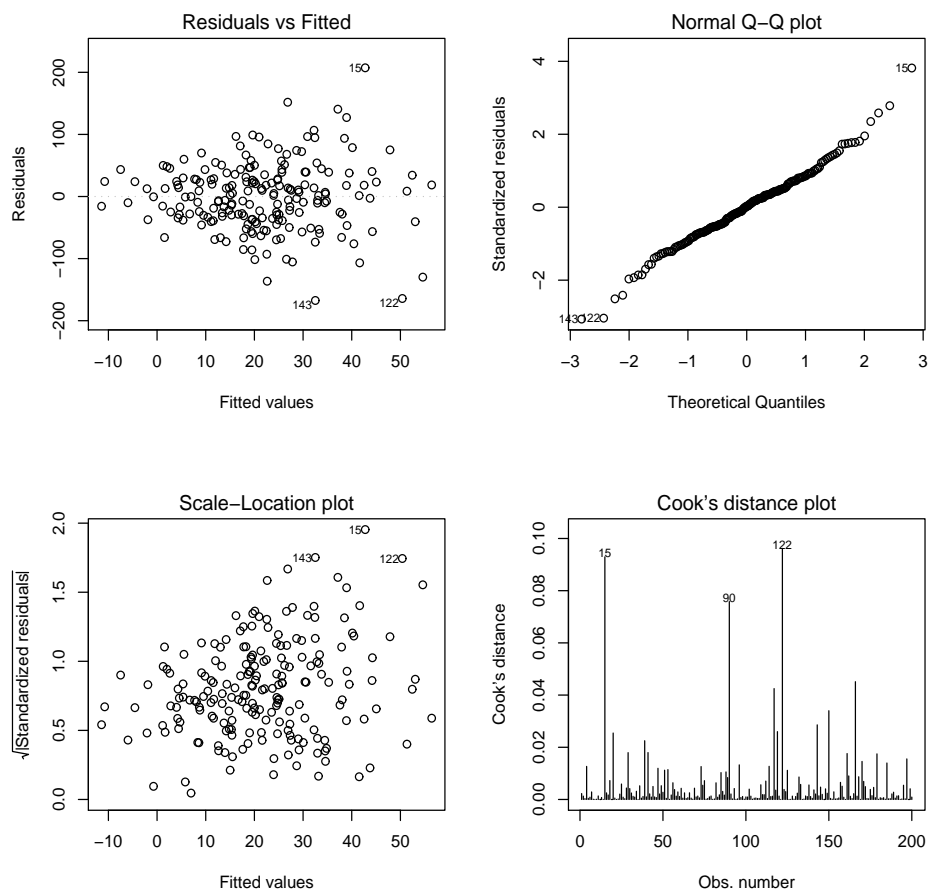 Residuals vs Fitted
Residuals
200
100
0
−100
−200
15
143
122
−10 0 10 20 30 40 50
Fitted values
Normal Q−Q plot
Standardized residuals
4
2
0
−2
15
143
122
−3 −2 −1 0 1 2 3
Theoretical Quantiles
Scale−Location plot
√|Standardized residuals|
2.0
1.5
1.0
0.5
0.0
15
143
122
−10 0 10 20 30 40 50
Fitted values
Cook's distance plot
Cook's distance
0.10
0.08
0.06
0.04
0.02
0.00
15
90
122
0 50 100 150 200
Obs. number